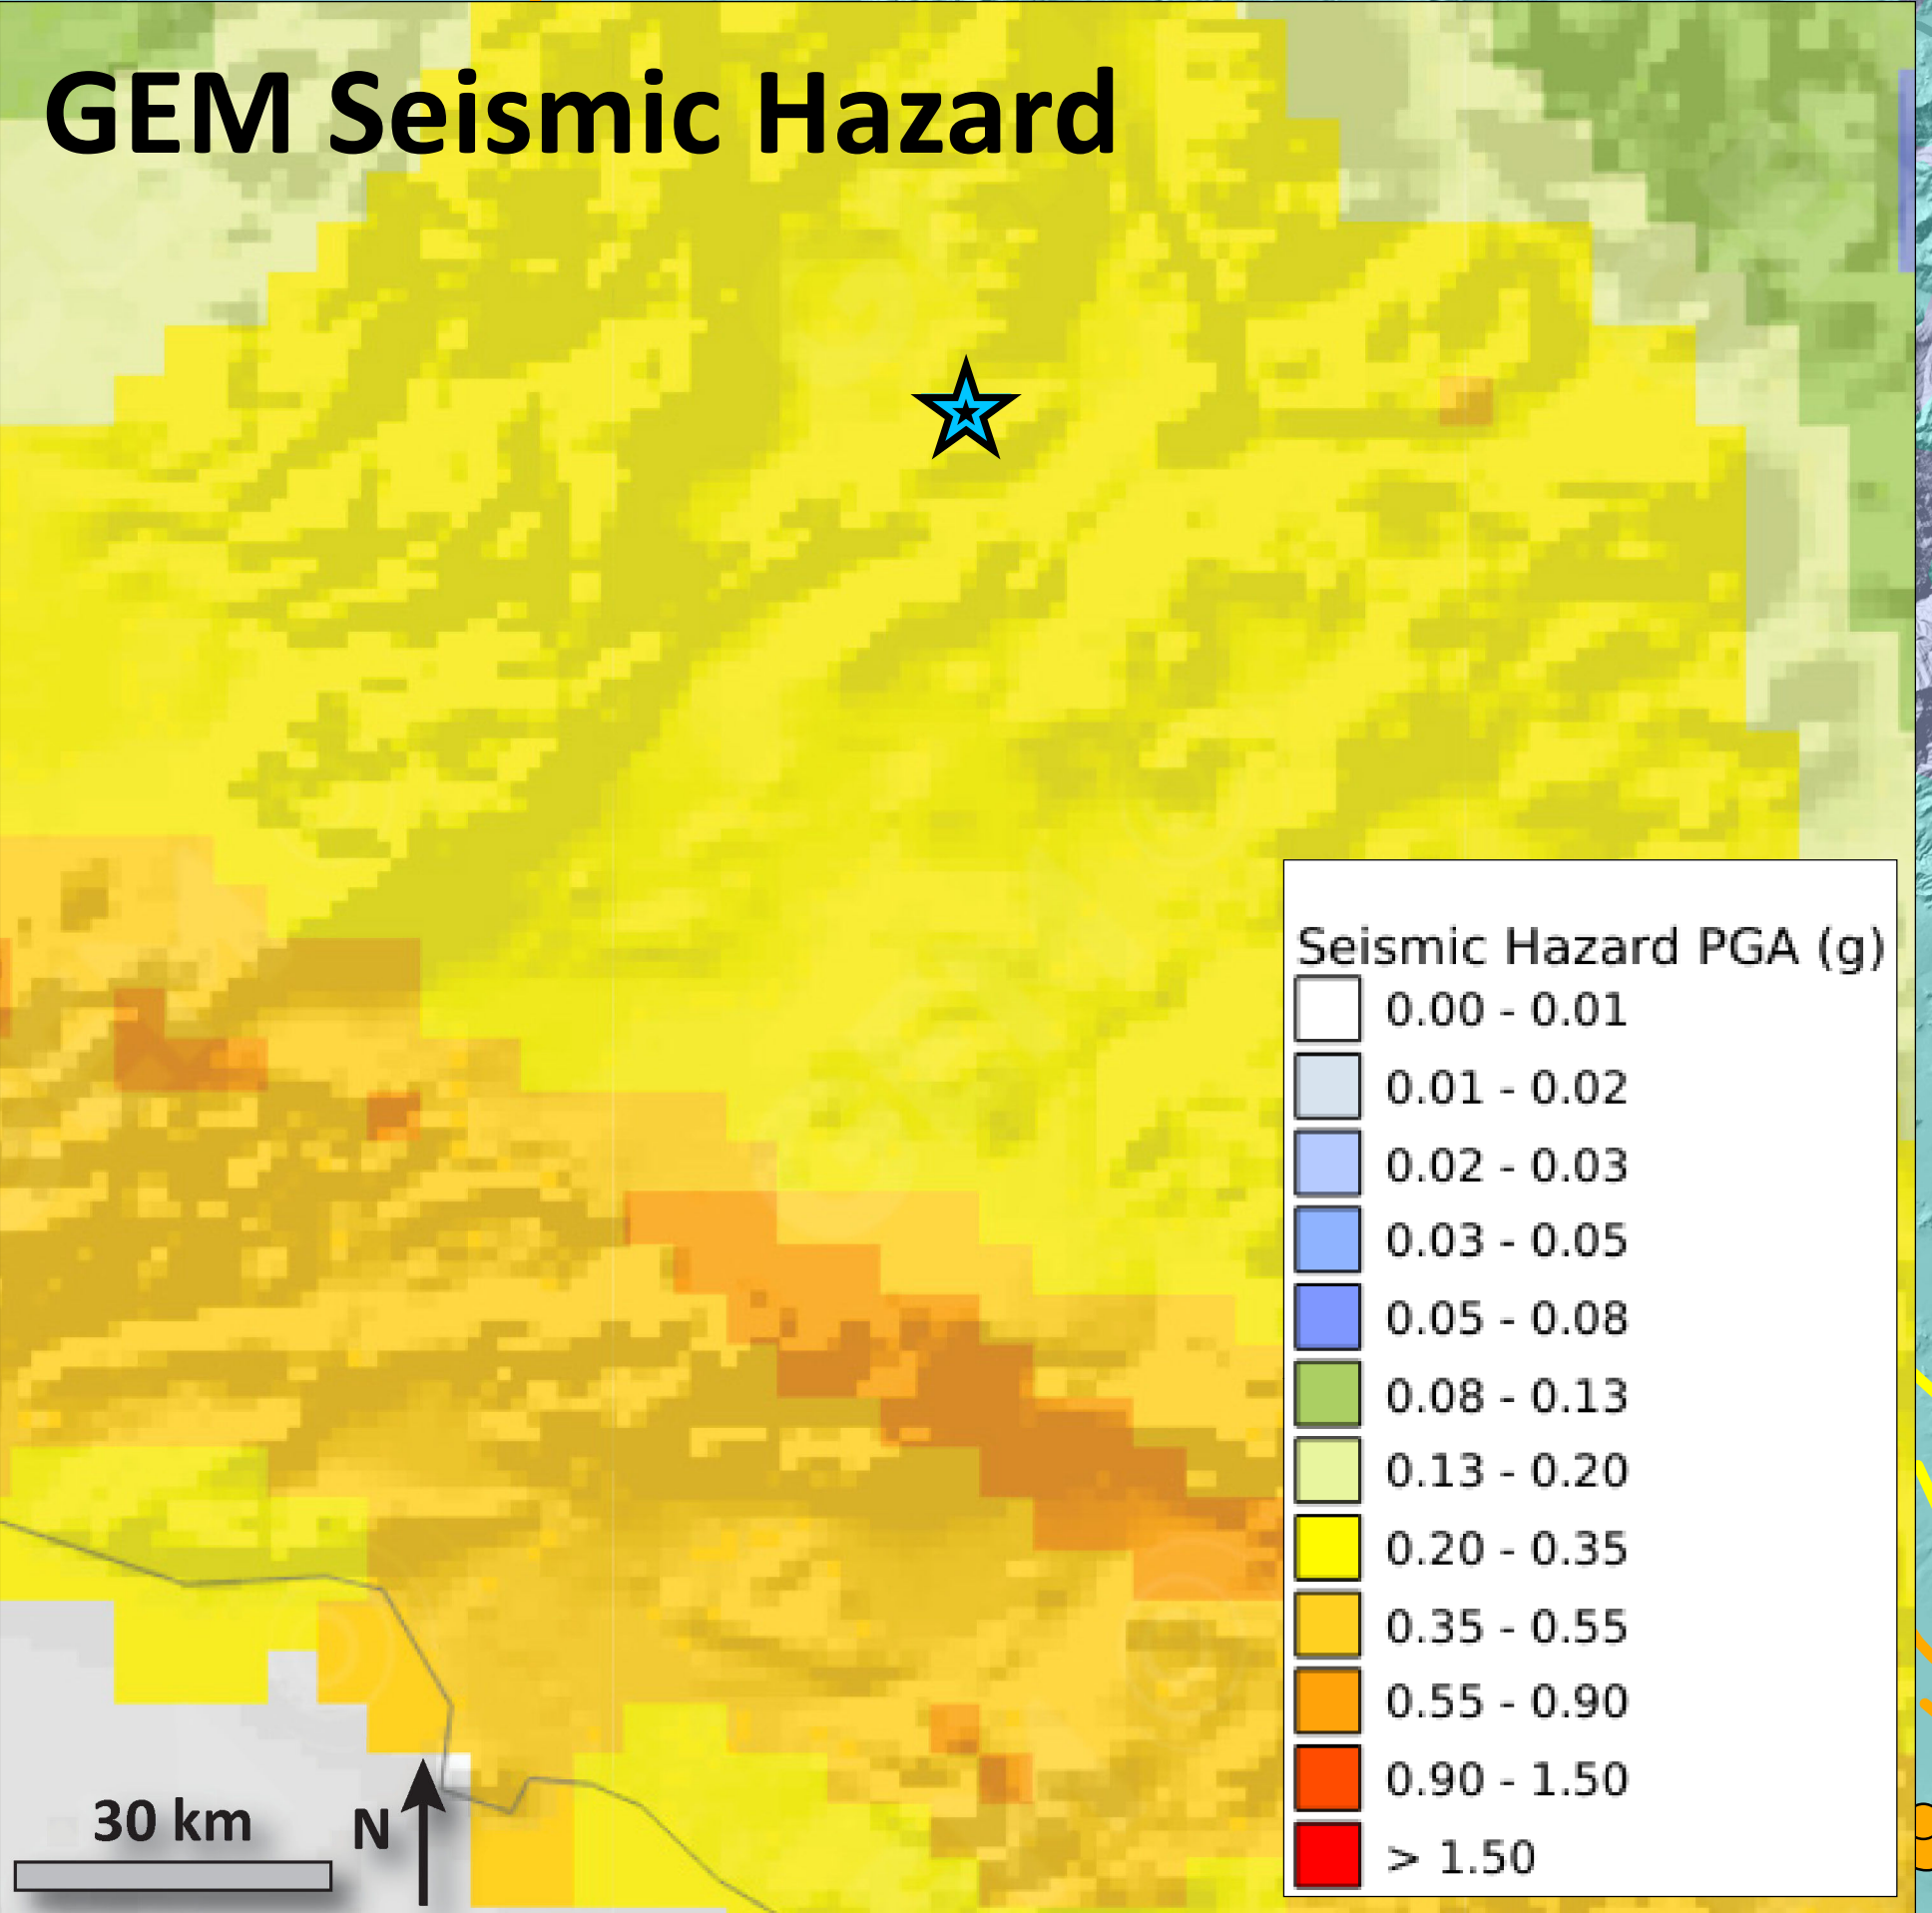 GEM Seismic Hazard
Seismic Hazard PGA (g)
0.00 - 0.01
0.01 - 0.02
0.02 - 0.03
0.03 - 0.05
0.05 - 0.08
0.08 - 0.13
0.13 - 0.20
0.20 - 0.35
0.35 - 0.55
0.55 - 0.90
0.90 - 1.50
> 1.50
30 km
N